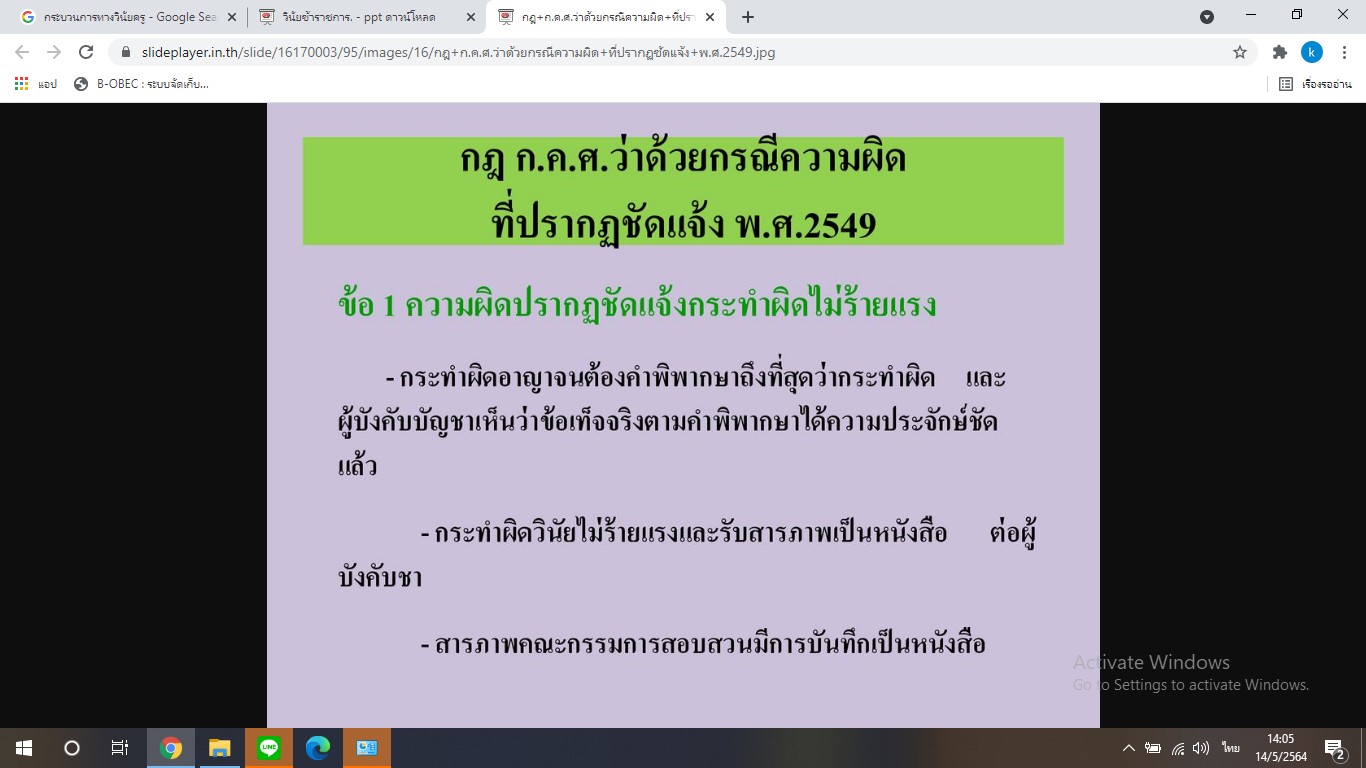 กระบวนการทางวินัยครู - Google Sea
วินัยข้าราชการ. - ppt ดาวน์โหลด
กฎ+ก.ค.ศ.ว่าด้วยกรณีความผิด+ที่ปรา
slideplayer.in.th/slide/16170003/95/images/16/กฎ+ก.ค.ศ.ว่าด้วยกรณีความผิด+ที่ปรากฏชัดแจ้ง+พ.ศ.2549.jpg
k
แอป
B-OBEC : ระบบจัดเก็บ...
เรื่องรออ่าน
กฎ ก.ค.ศ.ว่าด้วยกรณีความผิด
ที่ปรากฏชัดแจ้ง พ.ศ.2549
ข้อ 1 ความผิดปรากฏชัดแจ้งกระทำผิดไม่ร้ายแรง
- กระทำผิดอาญาจนต้องคำพิพากษาถึงที่สุดว่ากระทำผิด และ
ผู้บังคับบัญชาเห็นว่าข้อเท็จจริงตามคำพิพากษาได้ความประจักษ์ชัด
แล้ว
- กระทำผิดวินัยไม่ร้ายแรงและรับสารภาพเป็นหนังสือ ต่อผู้
บังคับชา
- สารภาพคณะกรรมการสอบสวนมีการบันทึกเป็นหนังสือ
Activate Windows
Go to Settings to activate Windows.
LINE
ไทย
14:05
14/5/2564
2